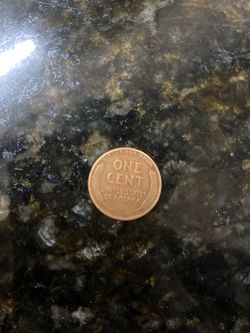 ONE
CENT
UNITED STATES
OF AMERICA